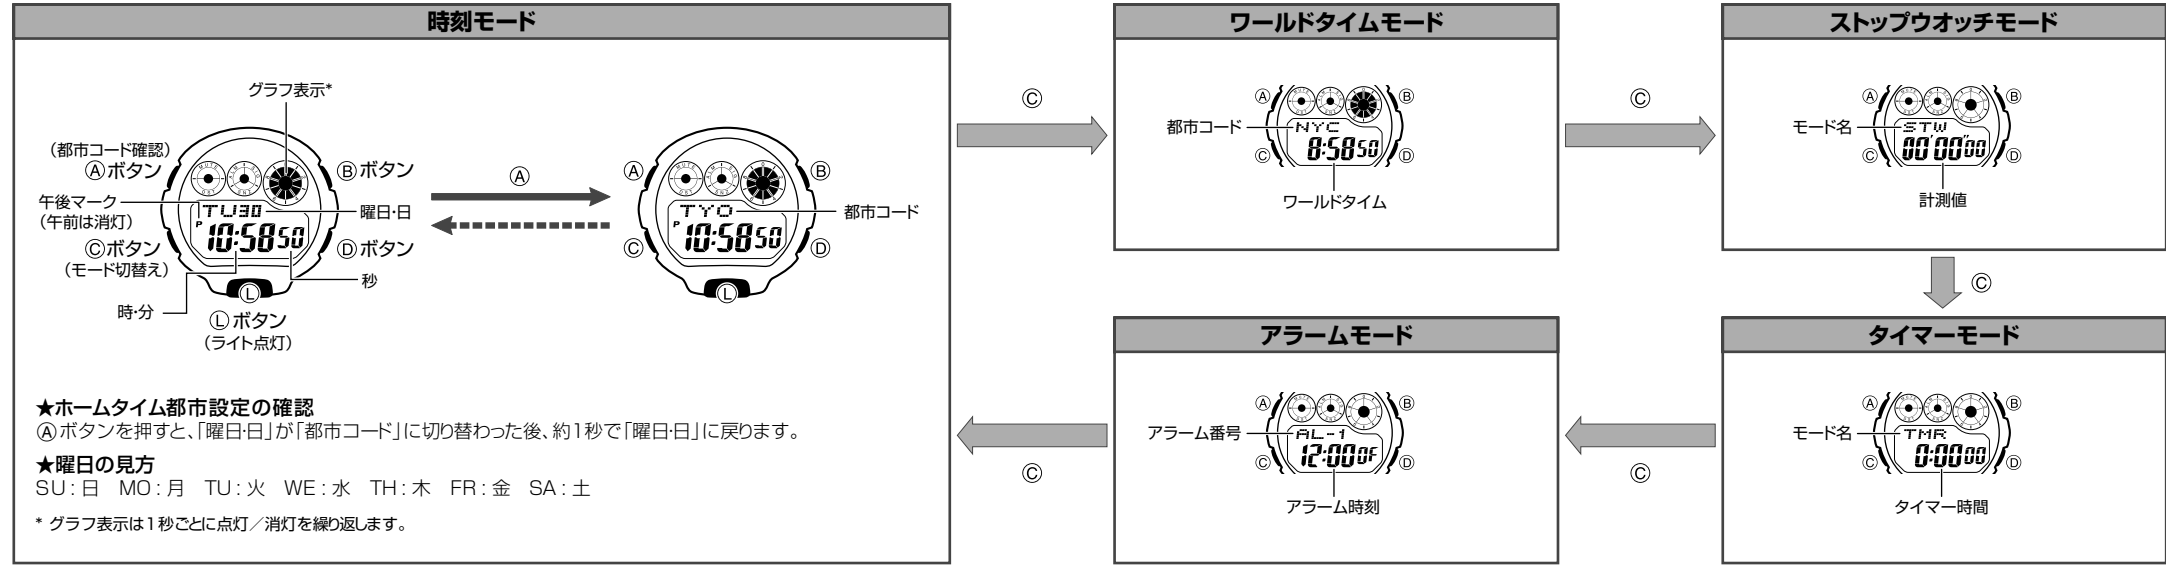 時刻モード
グラフ表示*
（都市コード確認）
Ⓐボタン
Ⓑボタン
午後マーク
（午前は消灯）
曜日・日
Ⓒボタン
（モード切替え）
Ⓓボタン
秒
時・分
Ⓛボタン
（ライト点灯）
TU30
P 10:58 50
Ⓛ
Ⓐ
Ⓐ
Ⓑ
TYO
都市コード
P 10:58 50
Ⓒ
Ⓓ
Ⓛ
★ホームタイム都市設定の確認
Ⓐボタンを押すと、「曜日・日」が「都市コード」に切り替わった後、約1秒で「曜日・日」に戻ります。
★曜日の見方
SU：日　MO：月　TU：火　WE：水　TH：木　FR：金　SA：土
* グラフ表示は1秒ごとに点灯／消灯を繰り返します。
Ⓒ
ワールドタイムモード
Ⓐ
Ⓑ
都市コード
NYC
8:58 50
Ⓒ
Ⓓ
ワールドタイム
Ⓒ
ストップウオッチモード
Ⓐ
Ⓑ
モード名
STW
00'00"00
Ⓒ
Ⓓ
計測値
Ⓒ
タイマーモード
Ⓐ
Ⓑ
モード名
TMR
0:00 00
Ⓒ
Ⓓ
タイマー時間
Ⓒ
アラームモード
Ⓐ
Ⓑ
アラーム番号
AL-1
12:00 OF
Ⓒ
Ⓓ
アラーム時刻
Ⓒ